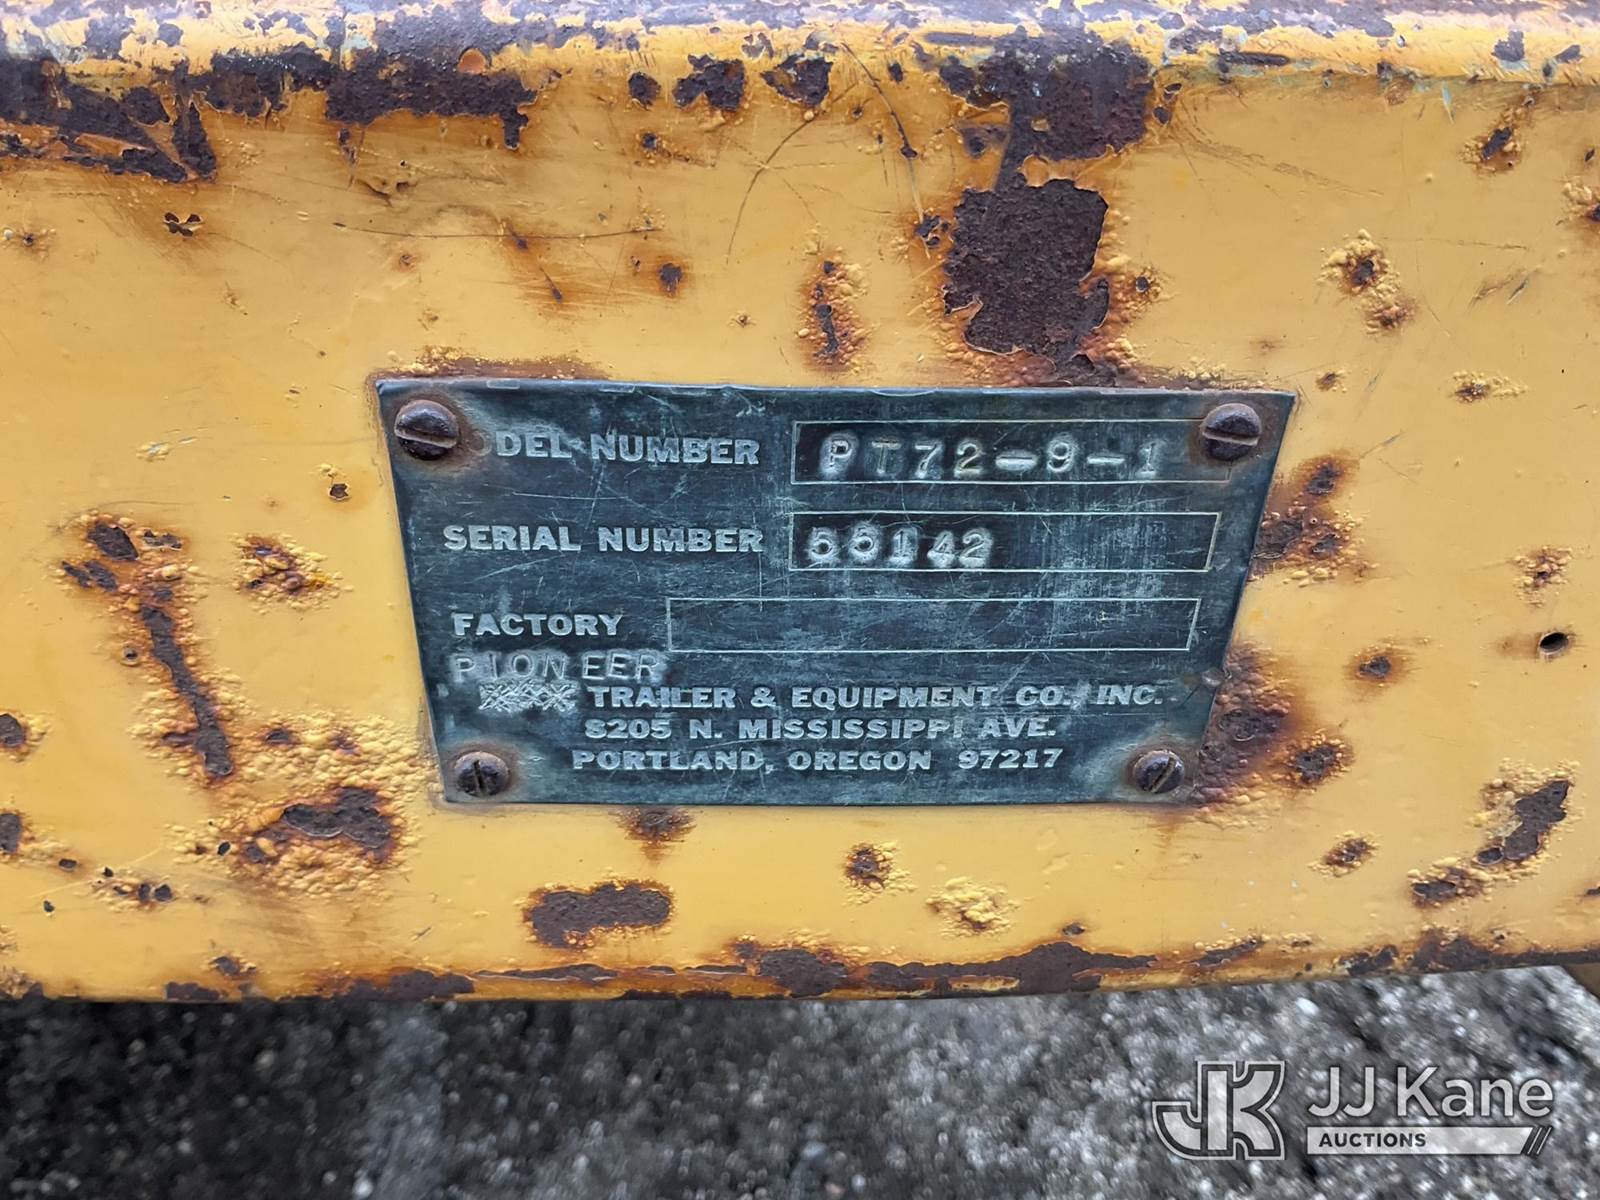 DEL NUMBER PT72-9-1
SERIAL NUMBER 55142
FACTORY
PIONEER
TRAILER & EQUIPMENT CO., INC.
8205 N. MISSISSIPPI AVE.
PORTLAND, OREGON 97217
JK JJ Kane
AUCTIONS